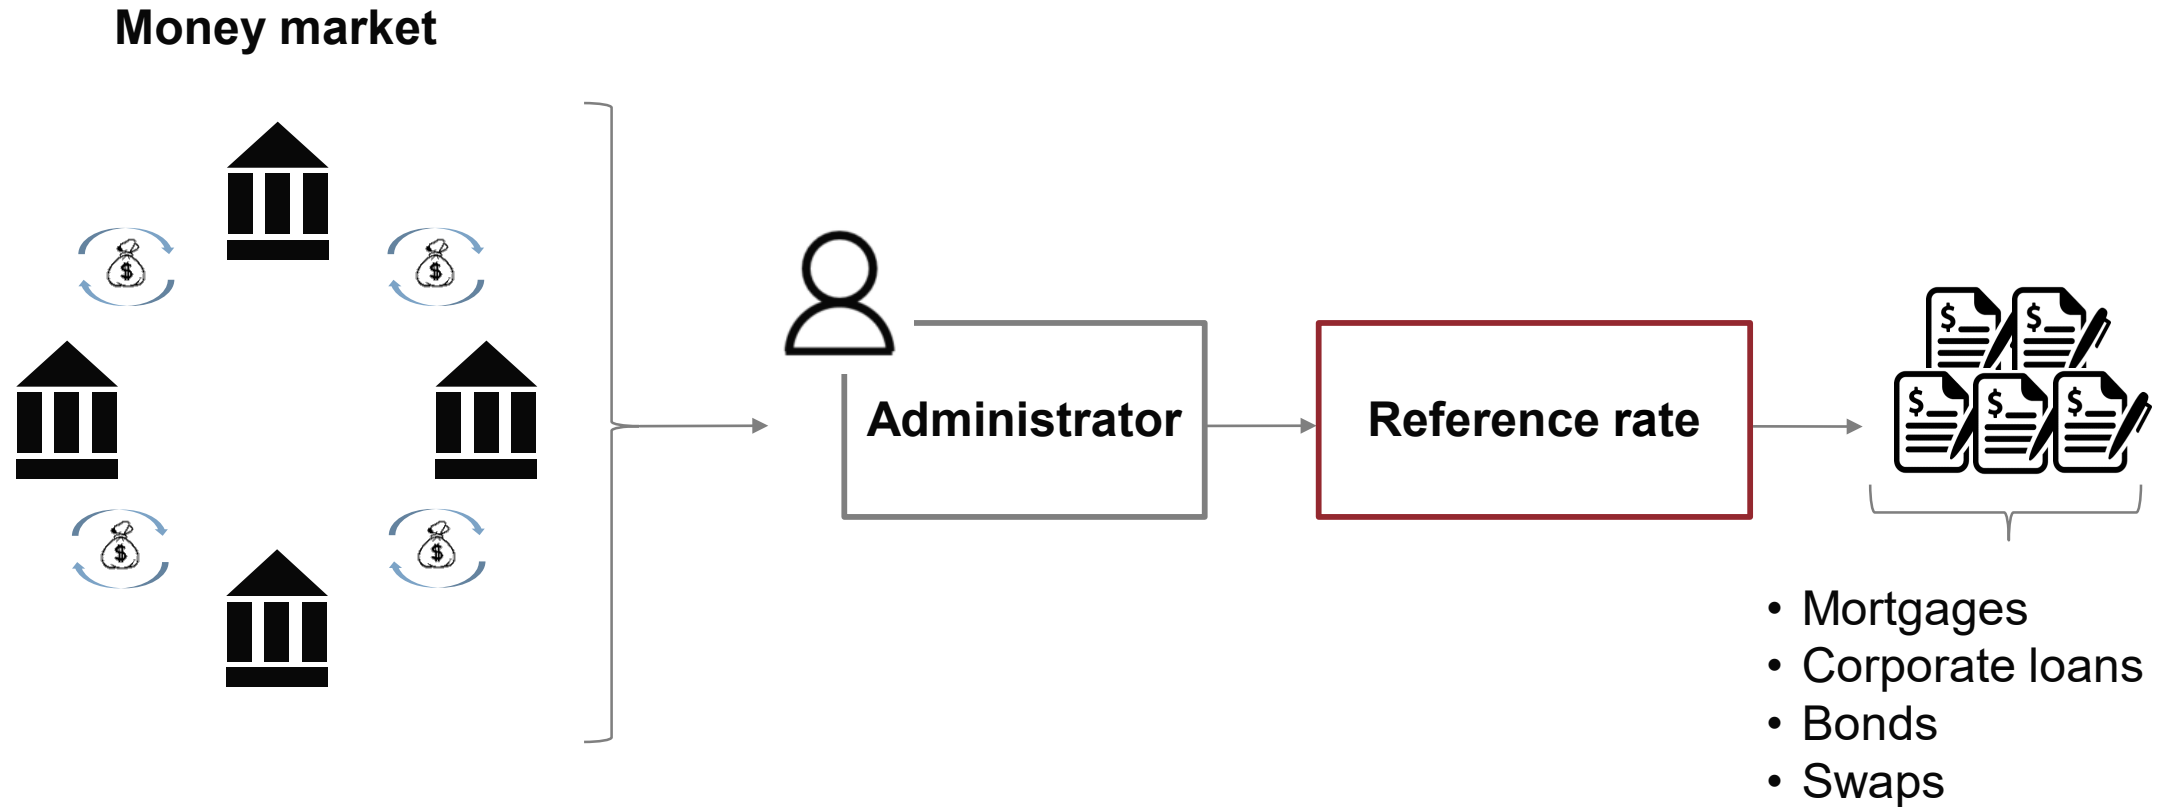 Money market
Administrator
Reference rate
• Mortgages
• Corporate loans
• Bonds
• Swaps